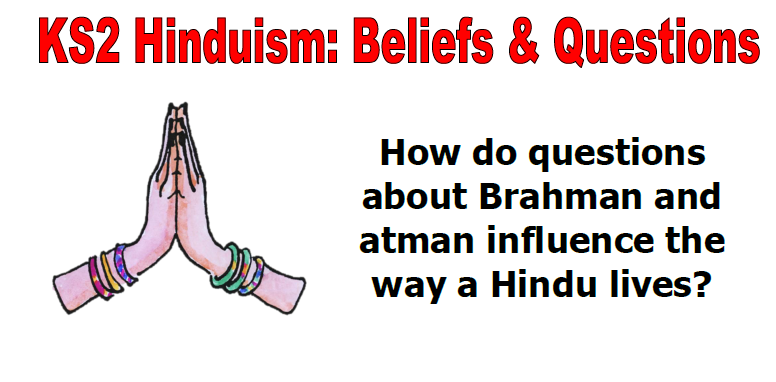 KS2 Hinduism: Beliefs & Questions
How do questions
about Brahman and
atman influence the
way a Hindu lives?